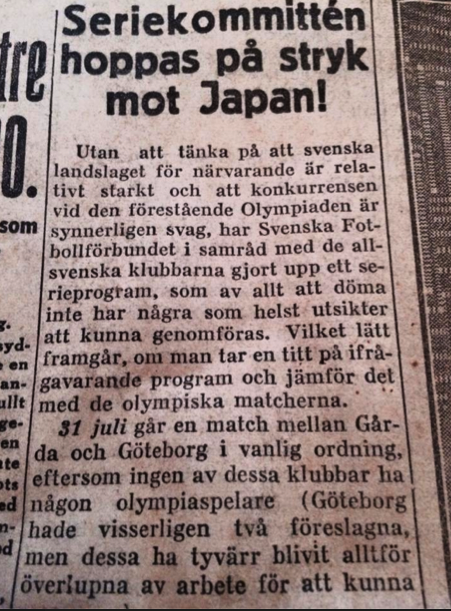 Seriekommittén
hoppas på stryk
mot Japan!
Utan att tänka på att svenska
landslaget för närvarande är rela-
tivt starkt och att konkurrensen
vid den förestående Olympiaden är
synnerligen svag, har Svenska Fot-
bollförbundet i samråd med de all-
svenska klubbarna gjort upp ett se-
rieprogram, som av allt att döma
inte har några som helst utsikter
att kunna genomföras. Vilket lätt
framgår, om man tar en titt på ifrå-
gavarande program och jämför det
med de olympiska matcherna.
31 juli går en match mellan Går-
da och Göteborg i vanlig ordning,
eftersom ingen av dessa klubbar ha
någon olympiaspelare (Göteborg
hade visserligen två föreslagna,
men dessa ha tyvärr blivit alltför
överlupna av arbete för att kunna
som